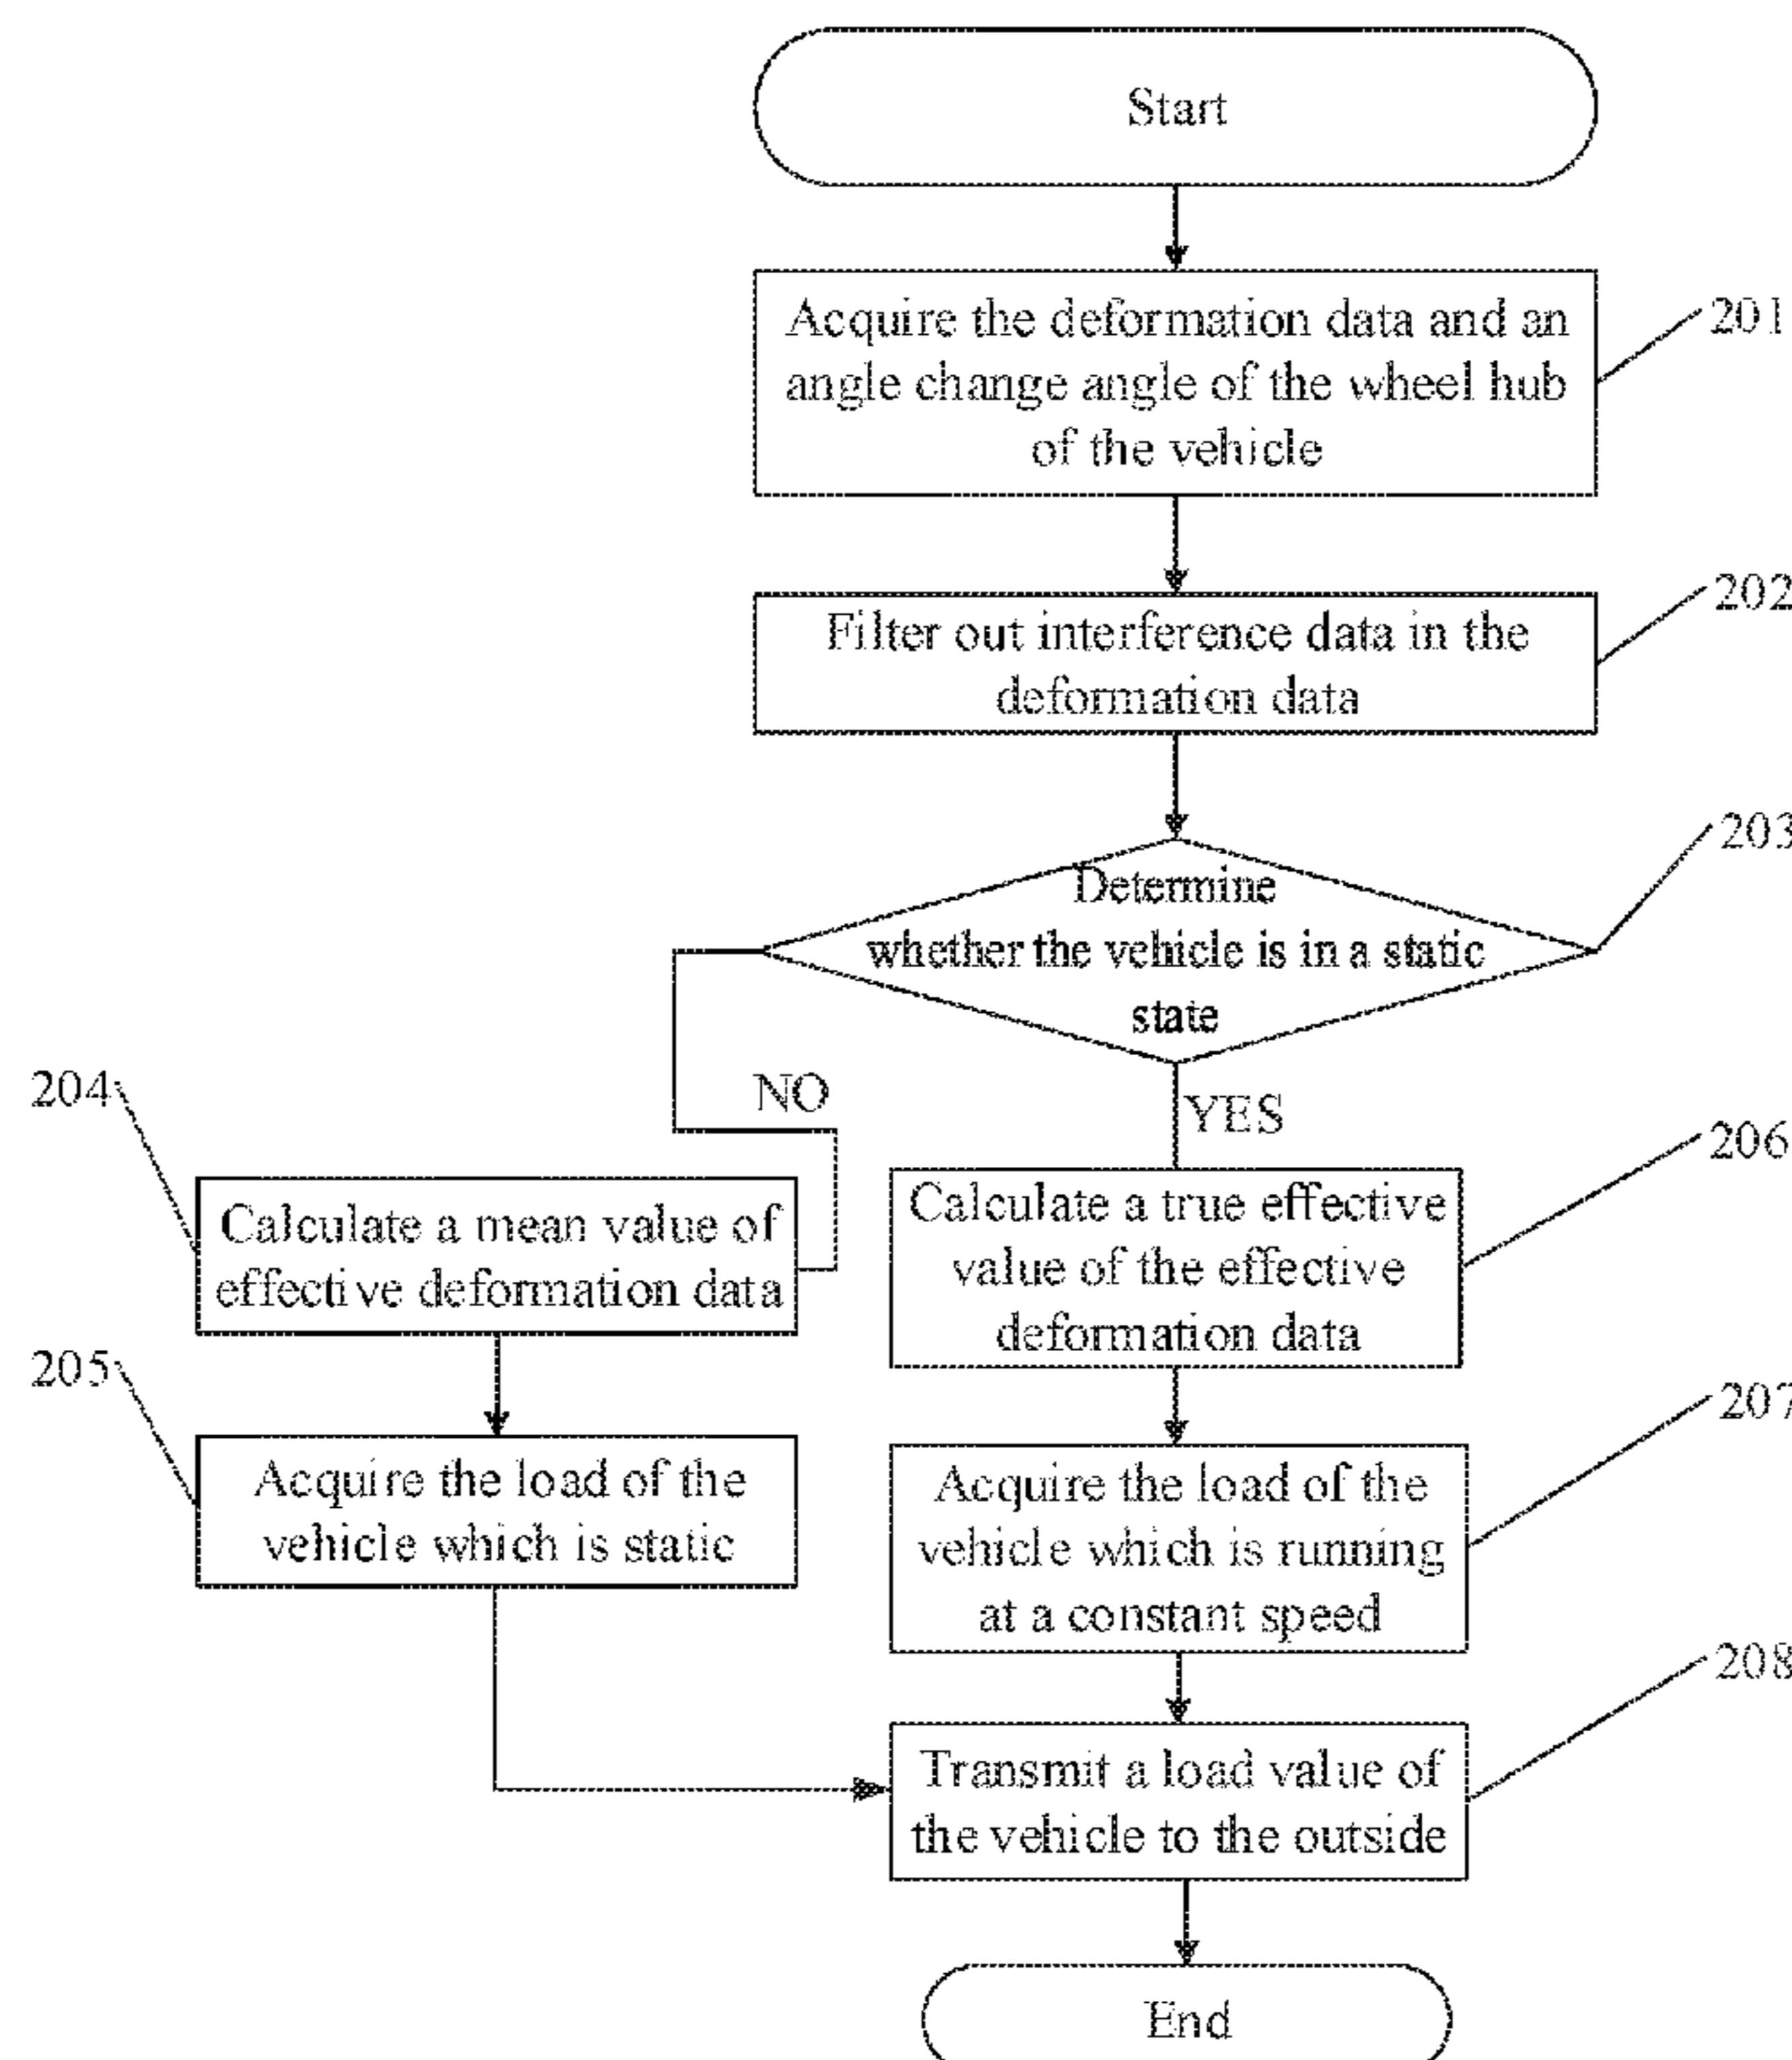 Start
Acquire the deformation data and an
angle change angle of the wheel hub
of the vehicle
201
Filter out interference data in the
deformation data
202
Determine
whether the vehicle is in a static
state
203
NO
YES
204
Calculate a mean value of
effective deformation data
206
Calculate a true effective
value of the effective
deformation data
205
Acquire the load of the
vehicle which is static
207
Acquire the load of the
vehicle which is running
at a constant speed
208
Transmit a load value of
the vehicle to the outside
End